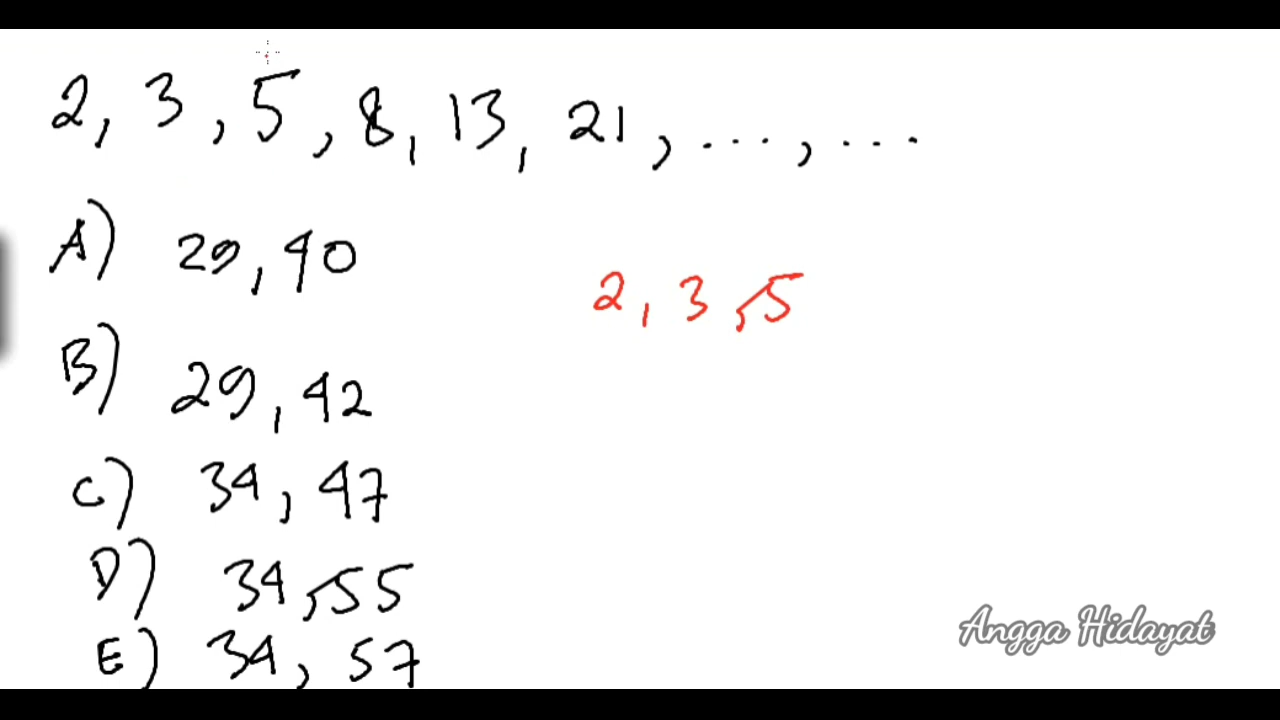 2, 3, 5, 8, 13, 21, ..., ...
A) 29, 40
2, 3, 5
B) 29, 42
C) 34, 47
D) 34, 55
E) 34, 57
Angga Hidayat